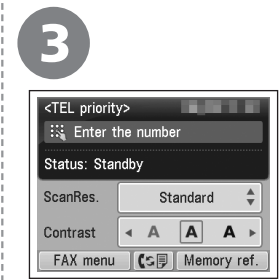 3
<TEL priority>
Enter the number
Status: Standby
ScanRes. Standard
Contrast A A A
FAX menu Memory ref.